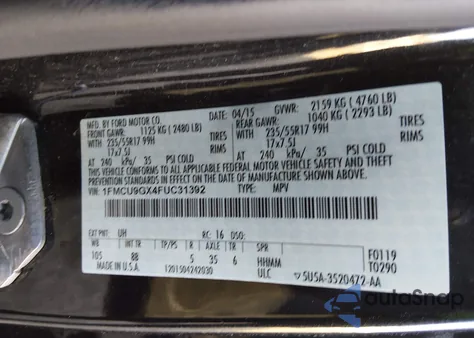 MFD. BY FORD MOTOR CO. 04/15 GVWR: 2159 KG ( 4760 LB)
FRONT GAWR: 1125 KG ( 2480 LB) REAR GAWR: 1040 KG ( 2293 LB)
235/55R17 99H TIRES 235/55R17 99H TIRES
17x7.5J RIMS 17x7.5J RIMS
AT 240 kPa/ 35 PSI COLD AT 240 kPa/ 35 PSI COLD
THIS VEHICLE CONFORMS TO ALL APPLICABLE FEDERAL MOTOR VEHICLE SAFETY AND THEFT
PREVENTION STANDARDS IN EFFECT ON THE DATE OF MANUFACTURE SHOWN ABOVE.
VIN: 1FMCU9GX4FUC31392 TYPE: MPV
EXT PNT: UH RC: 16 DSO: F0119
WB INT TR TP/PS R AXLE TR SPR T0290
105 88 5 35 6 HHMM
MADE IN U.S.A. 12O1504242030 ULC 5U5A-3520472-AA
AutoSnap